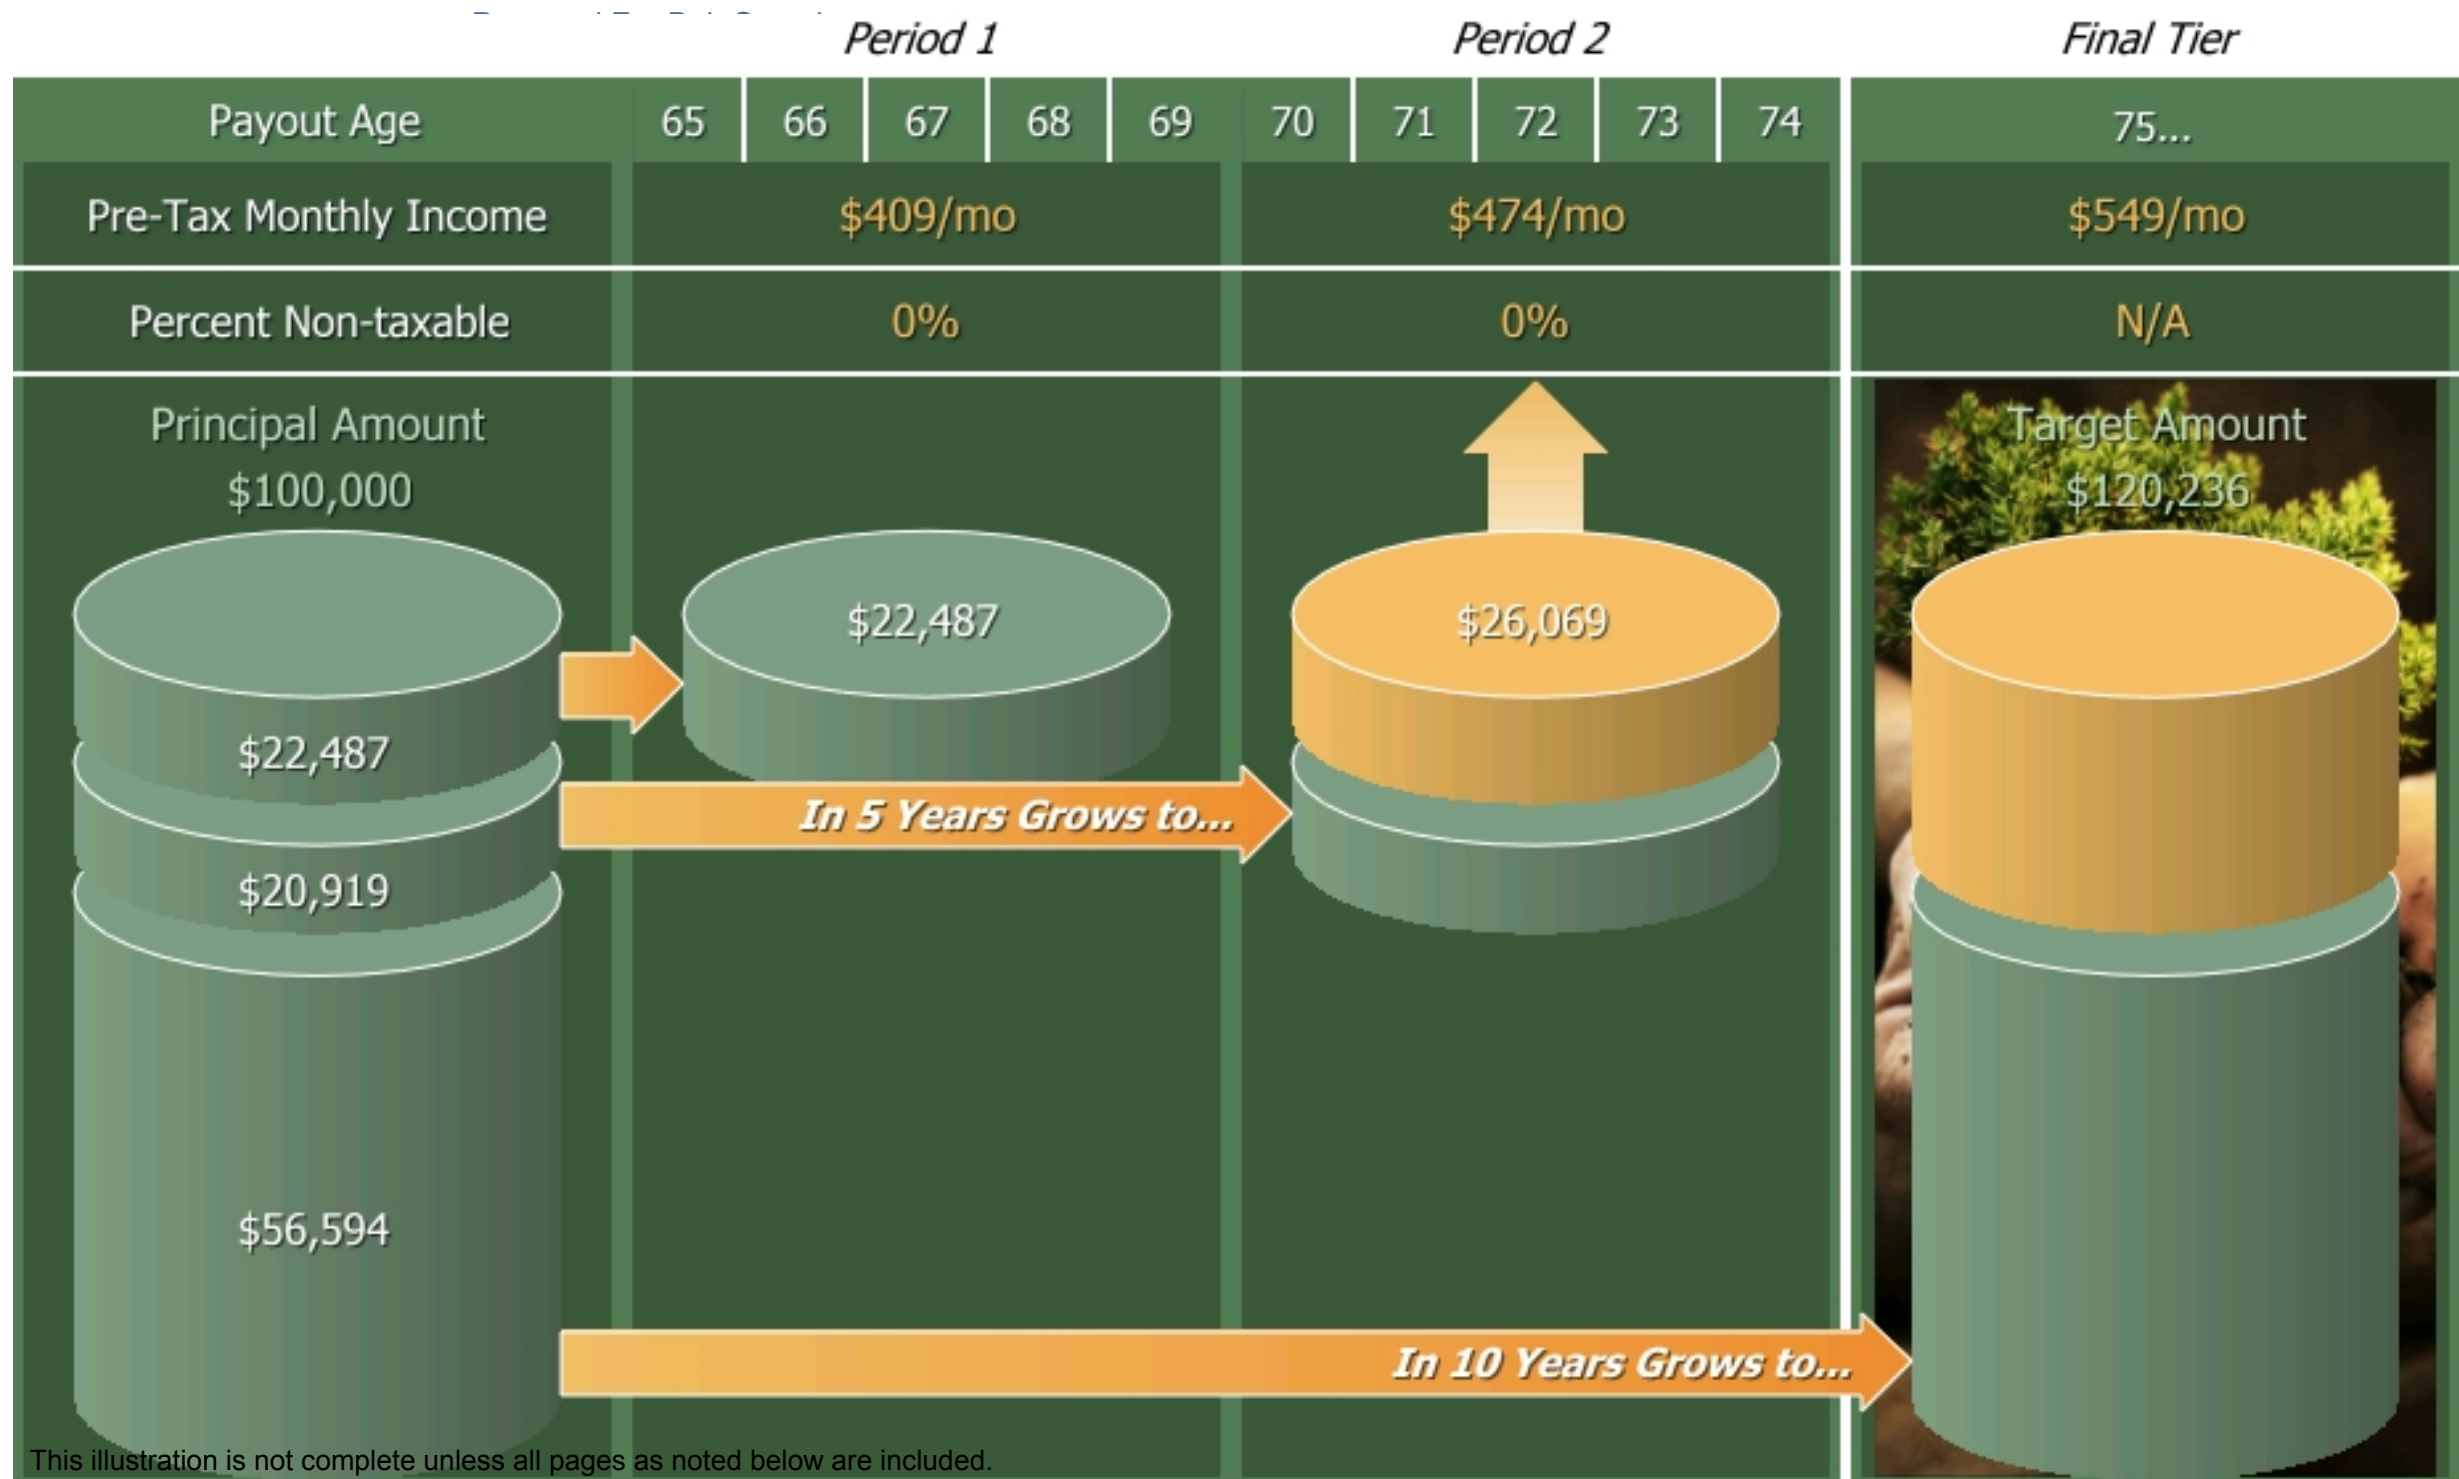 Period 1 Period 2 Final Tier
Payout Age 65 66 67 68 69 70 71 72 73 74 75...
Pre-Tax Monthly Income $409/mo $474/mo $549/mo
Percent Non-taxable 0% 0% N/A
Principal Amount Target Amount
$100,000 $120,236
$22,487 $26,069
$22,487
In 5 Years Grows to...
$20,919
$56,594
In 10 Years Grows to...
This illustration is not complete unless all pages as noted below are included.